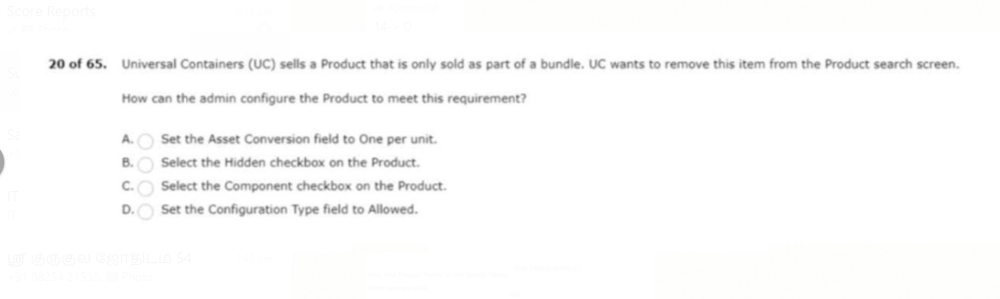 Score Reports
20 of 65. Universal Containers (UC) sells a Product that is only sold as part of a bundle. UC wants to remove this item from the Product search screen.
How can the admin configure the Product to meet this requirement?
A. Set the Asset Conversion field to One per unit.
B. Select the Hidden checkbox on the Product.
C. Select the Component checkbox on the Product.
D. Set the Configuration Type field to Allowed.
IT